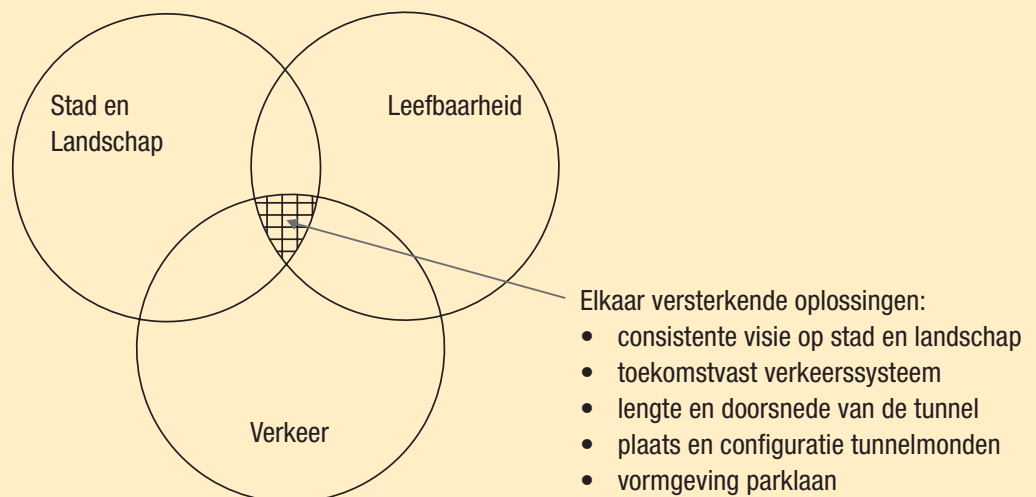 Stad en
Landschap
Leefbaarheid
Verkeer
Elkaar versterkende oplossingen:
• consistente visie op stad en landschap
• toekomstvast verkeerssysteem
• lengte en doorsnede van de tunnel
• plaats en configuratie tunnelmonden
• vormgeving parklaan